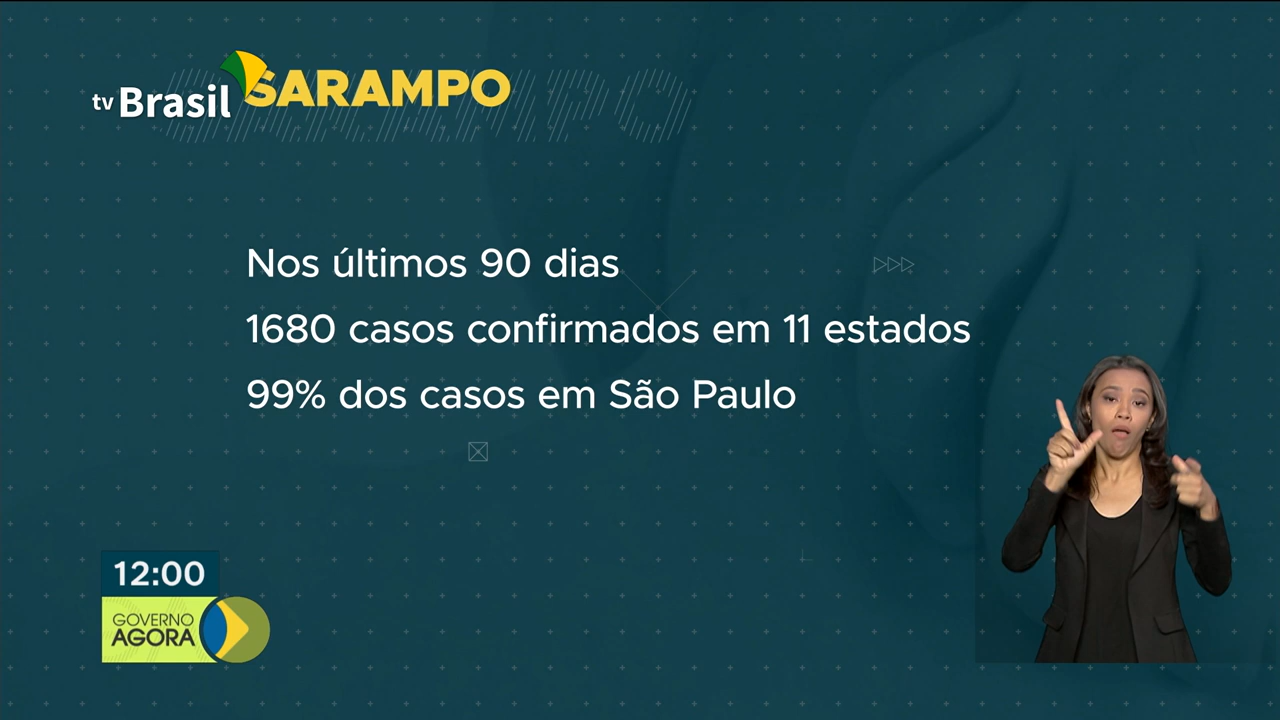 tv Brasil
SARAMPO
SARAMPO
Nos últimos 90 dias
1680 casos confirmados em 11 estados
99% dos casos em São Paulo
12:00
GOVERNO
AGORA